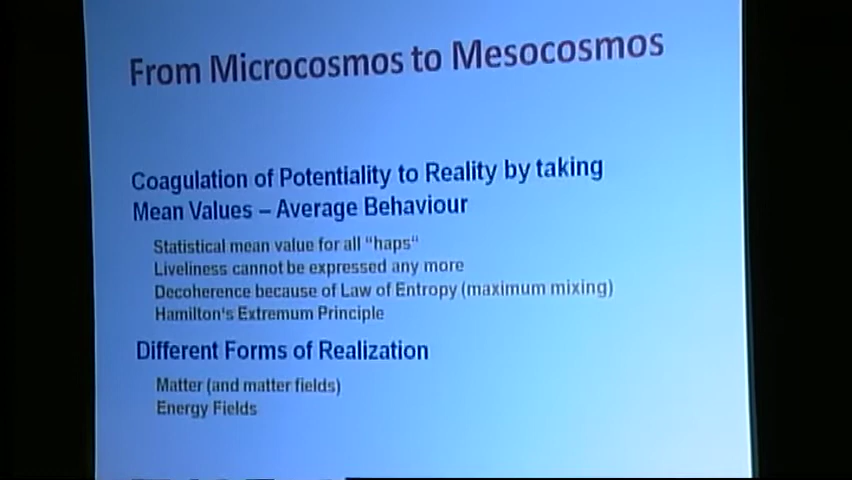 From Microcosmos to Mesocosmos
Coagulation of Potentiality to Reality by taking
Mean Values – Average Behaviour
Statistical mean value for all "haps"
Liveliness cannot be expressed any more
Decoherence because of Law of Entropy (maximum mixing)
Hamilton's Extremum Principle
Different Forms of Realization
Matter (and matter fields)
Energy Fields